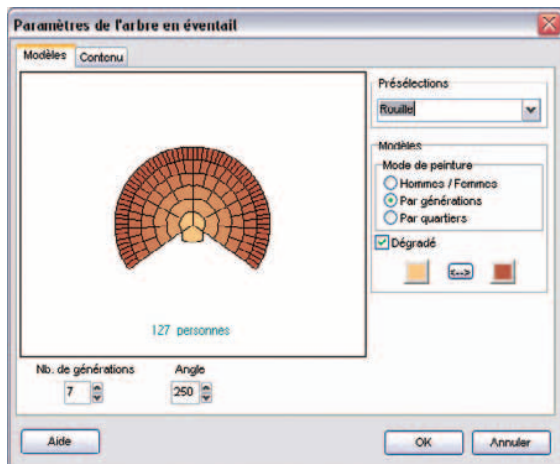 Paramètres de l'arbre en éventail
Modèles Contenu
Présélections
Rouille
Modèles
Mode de peinture
Hommes / Femmes
Par générations
Par quartiers
Dégradé
<-->
127 personnes
Nb. de générations Angle
7 250
Aide OK Annuler